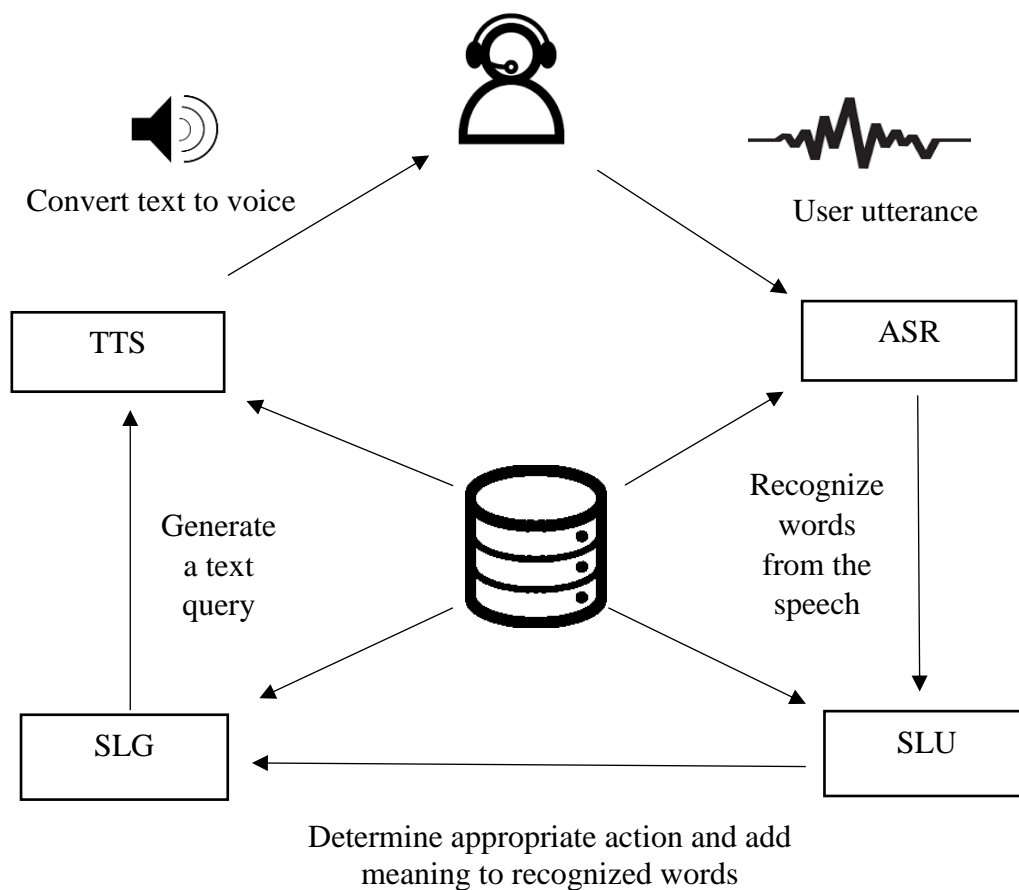 Convert text to voice
User utterance
TTS
ASR
Generate
a text
query
Recognize
words
from the
speech
SLG
SLU
Determine appropriate action and add
meaning to recognized words